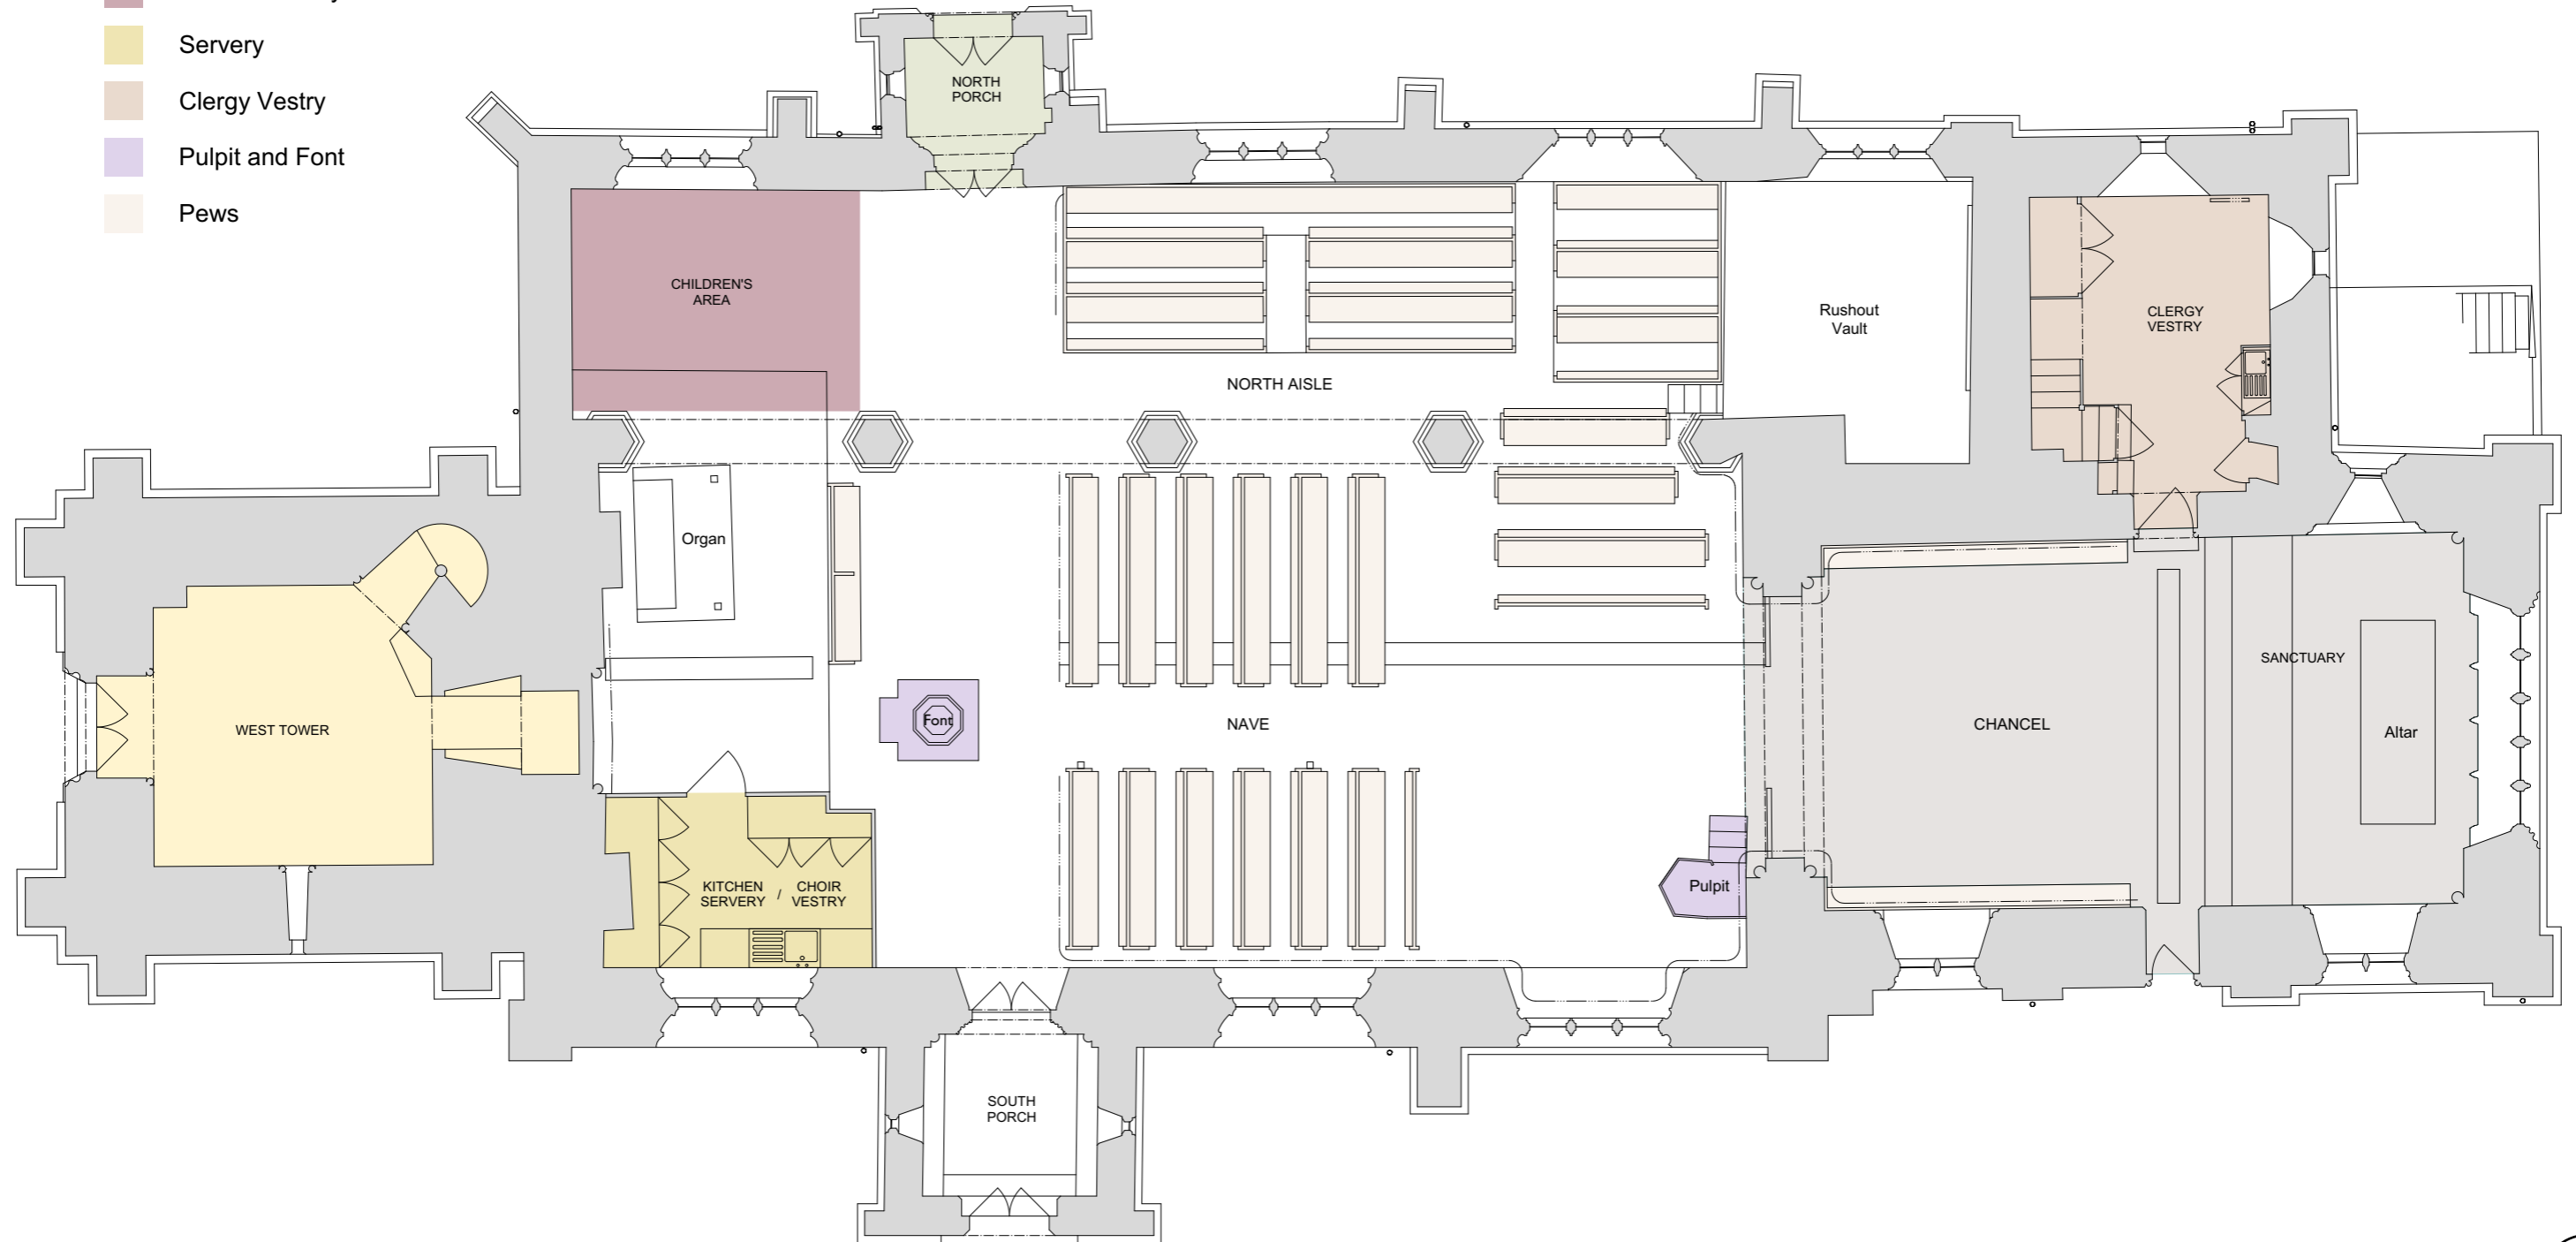 Servery
Clergy Vestry
Pulpit and Font
Pews
NORTH
PORCH
CHILDREN'S
AREA
Rushout
Vault
CLERGY
VESTRY
NORTH AISLE
Organ
SANCTUARY
WEST TOWER
Font
NAVE
CHANCEL
Altar
KITCHEN
SERVERY
/
CHOIR
VESTRY
Pulpit
SOUTH
PORCH